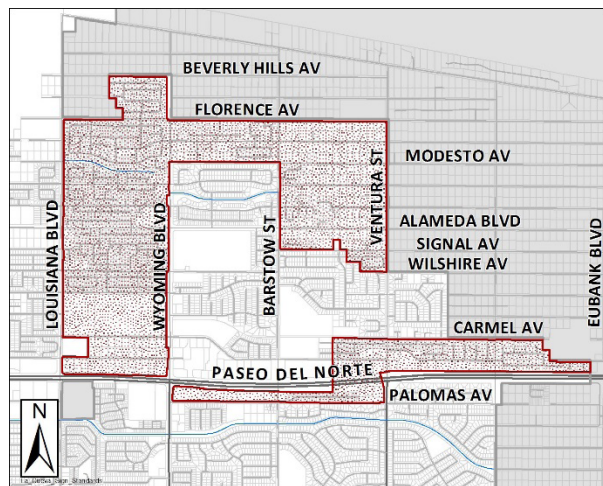 BEVERLY HILLS AV
FLORENCE AV
MODESTO AV
VENTURA ST
ALAMEDA BLVD
SIGNAL AV
WILSHIRE AV
LOUISIANA BLVD
WYOMING BLVD
BARSTOW ST
EUBANK BLVD
CARMEL AV
PASEO DEL NORTE
PALOMAS AV
N